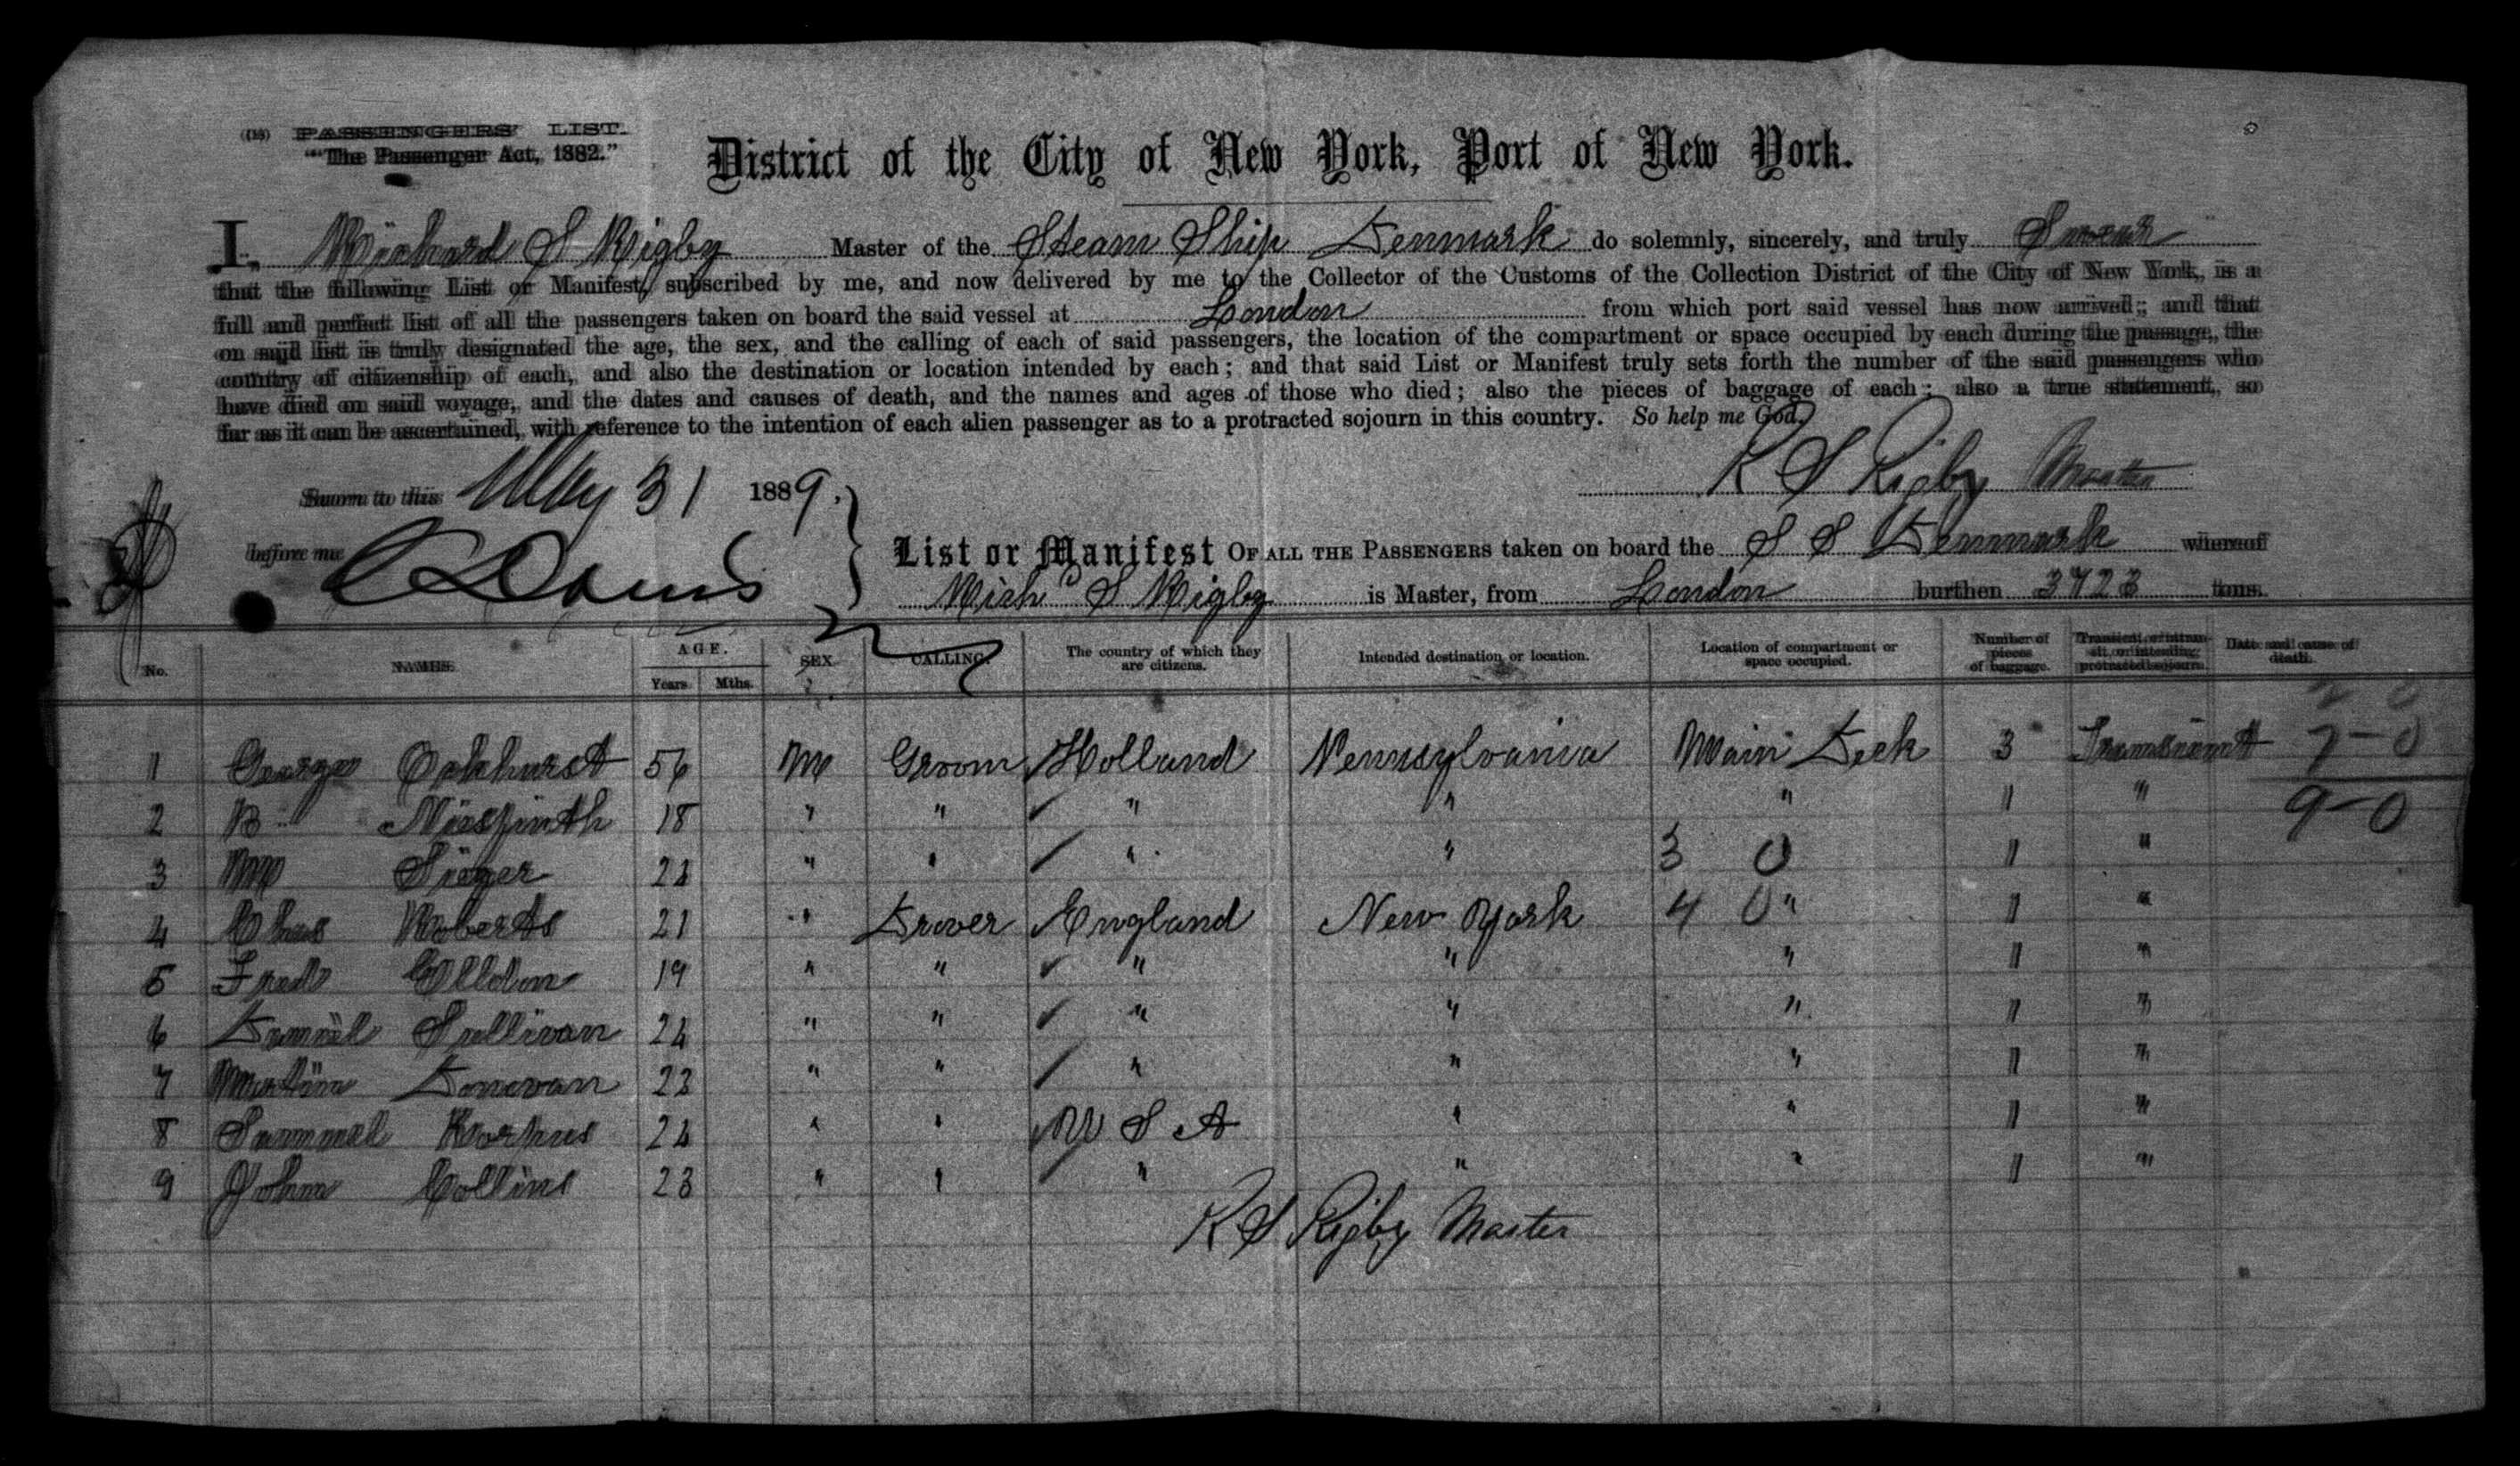 (13) PASSENGERS' LIST.
"The Passenger Act, 1882."
District of the City of New York, Port of New York.
I, Richard S Rigby Master of the Steam Ship Denmark do solemnly, sincerely, and truly Swear
that the following List or Manifest, subscribed by me, and now delivered by me to the Collector of the Customs of the Collection District of the City of New York, is a
full and perfect list of all the passengers taken on board the said vessel at London from which port said vessel has now arrived; and that
on said list is truly designated the age, the sex, and the calling of each of said passengers, the location of the compartment or space occupied by each during the passage, the
country of citizenship of each, and also the destination or location intended by each; and that said List or Manifest truly sets forth the number of the said passengers who
have died on said voyage, and the dates and causes of death, and the names and ages of those who died; also the pieces of baggage of each; also a true statement, so
far as it can be ascertained, with reference to the intention of each alien passenger as to a protracted sojourn in this country. So help me God.
R S Rigby Master
Sworn to this May 31 1889.
before me
List or Manifest OF ALL THE PASSENGERS taken on board the S S Denmark whereof
Richd S Rigby is Master, from London burthen 3723 tons.
No. NAMES. AGE. Years Mths. SEX. CALLING. The country of which they are citizens. Intended destination or location. Location of compartment or space occupied. Number of pieces of baggage. Transient, or in transit, or intending protracted sojourn. Date and cause of death.
2 0
1 George Oakhurst 56 M Groom Holland Pennsylvania Main Deck 3 Transient 7-0
2 B 18 " " " " " " " 9-0
3 Wm Sieger " " " " 3 0 " "
4 Chas Roberts 21 " Drover England New York 4 0 " " "
5 Fred 19 " " " " " " "
6 Daniel Sullivan 24 " " " " " " "
7 Martin Donovan 23 " " " " " " "
8 Sammel 24 " " U S A " " " "
9 John Collins 23 " " " " " " "
R S Rigby Master